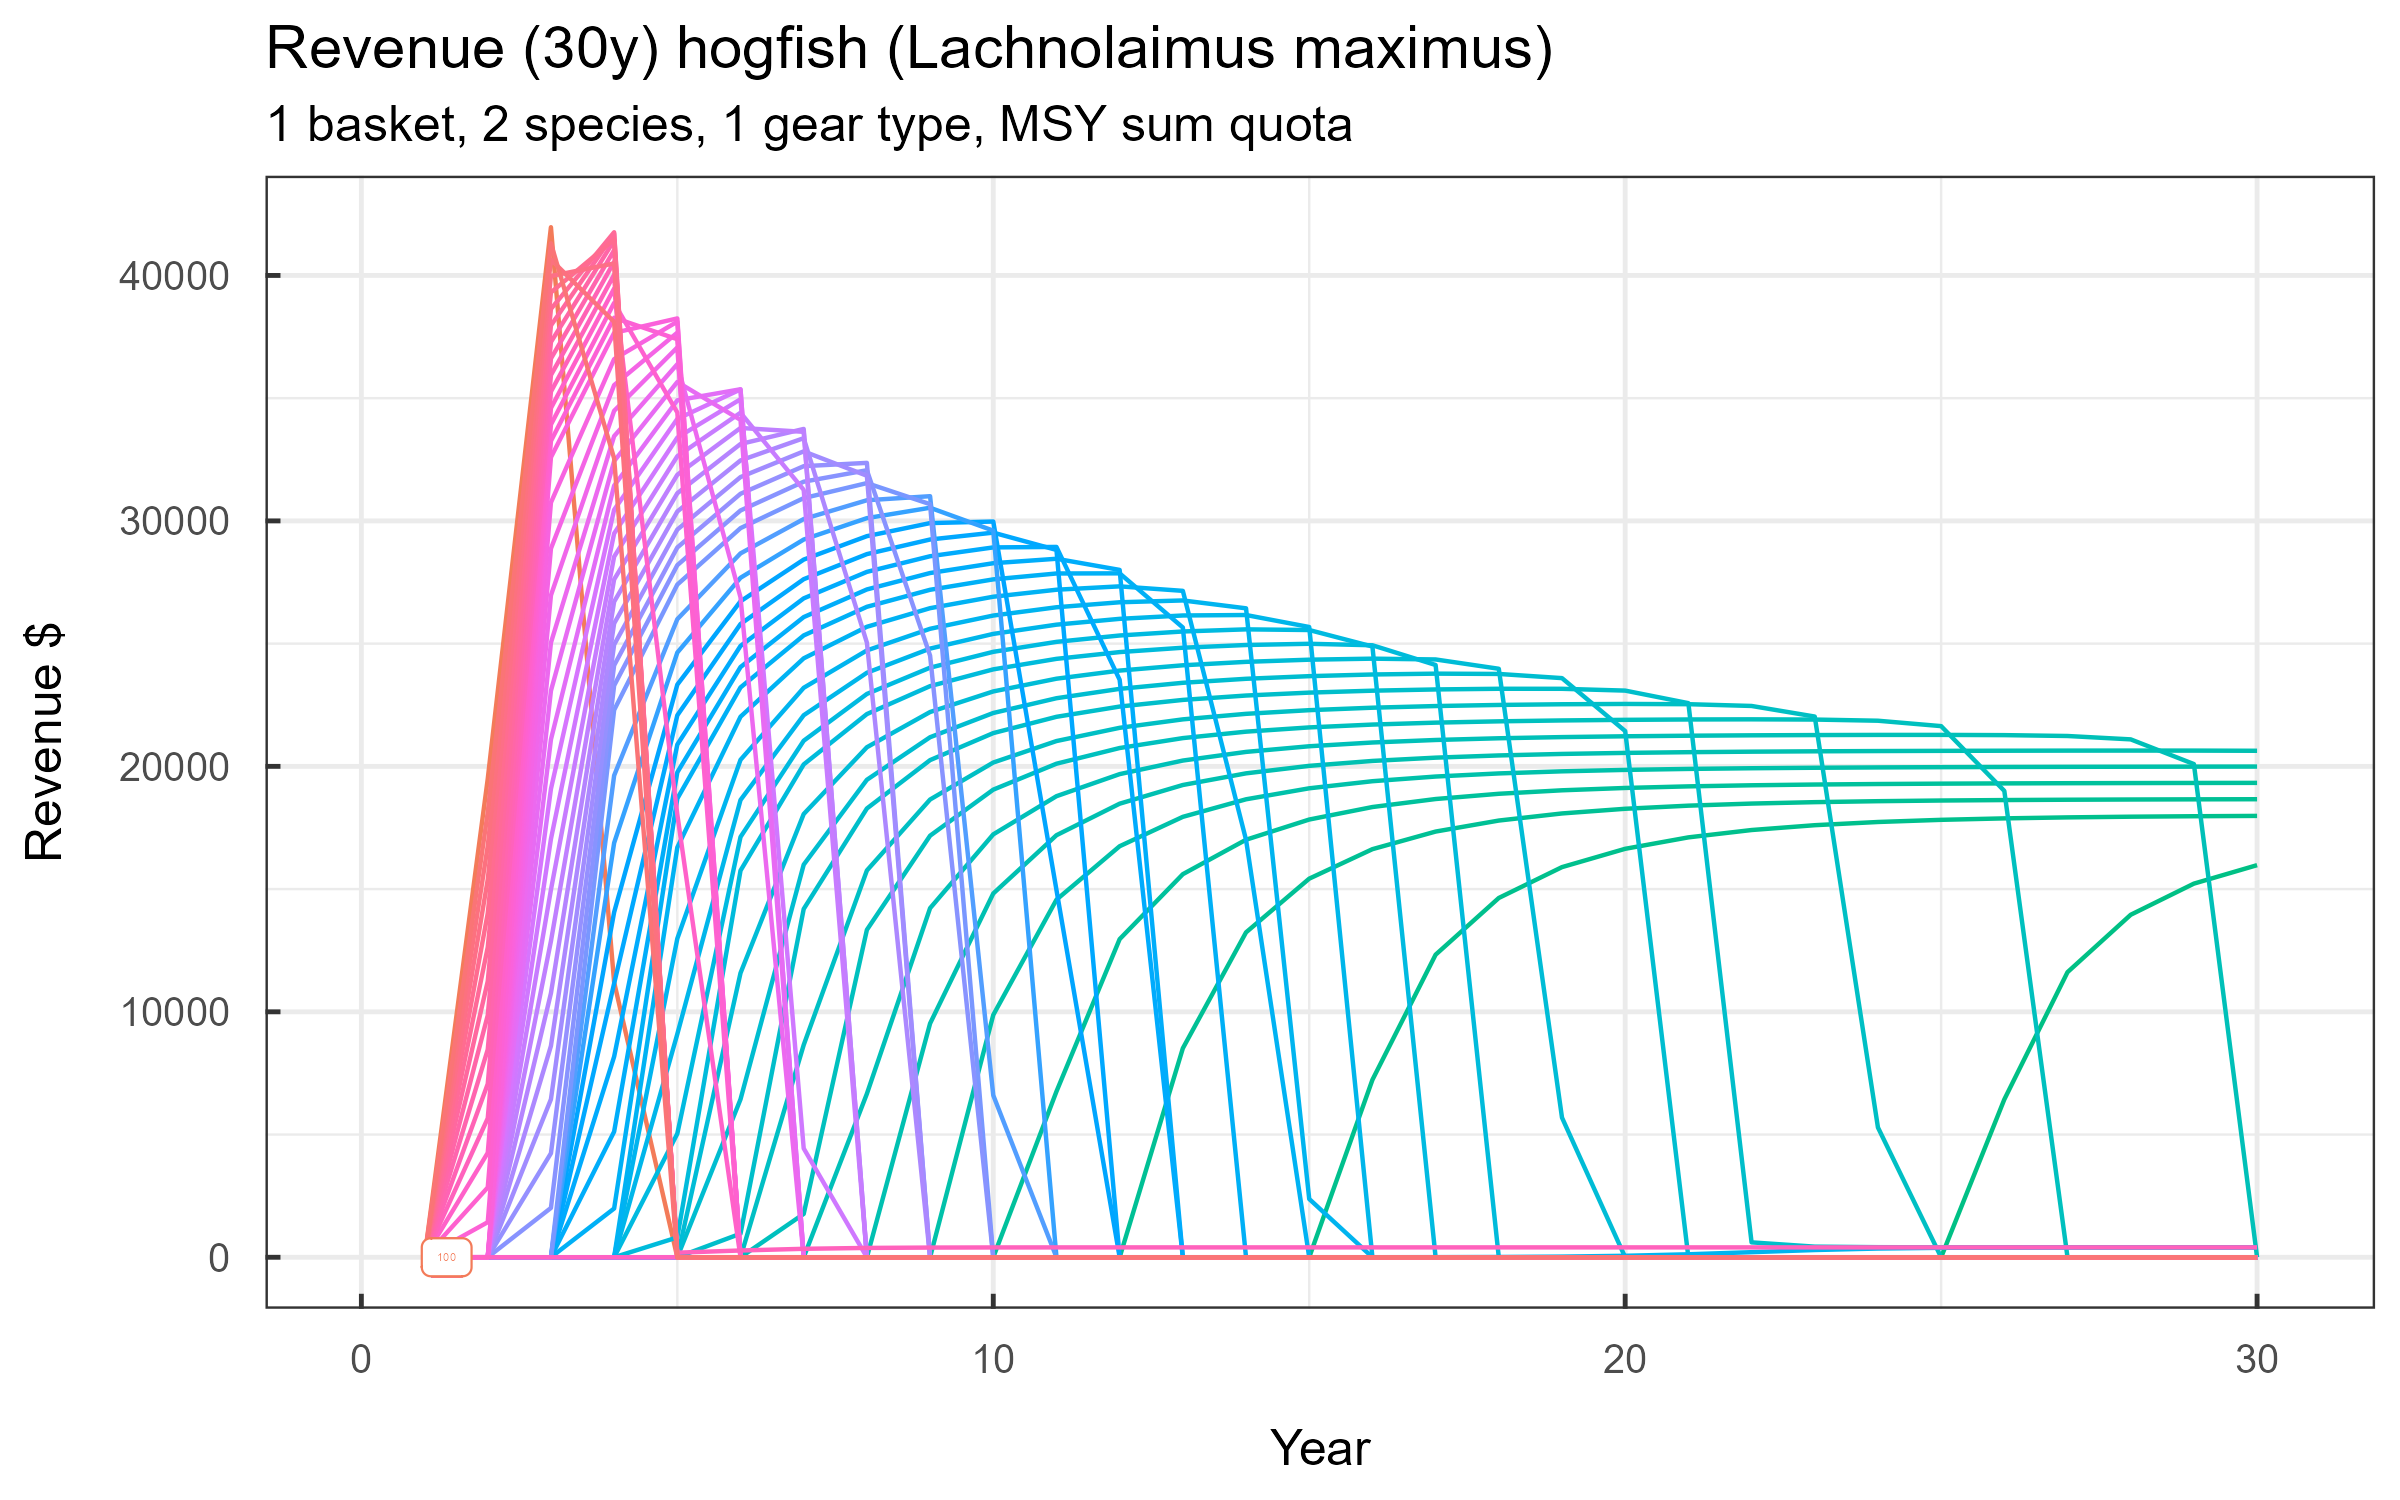 Revenue (30y) hogfish (Lachnolaimus maximus)
1 basket, 2 species, 1 gear type, MSY sum quota
Revenue $
40000
30000
20000
10000
0
100
0
10
20
30
Year